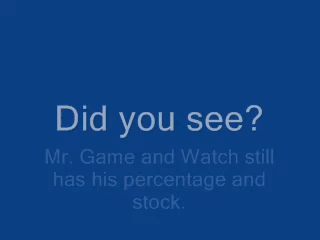 Did you see?
Mr. Game and Watch still
has his percentage and
stock.